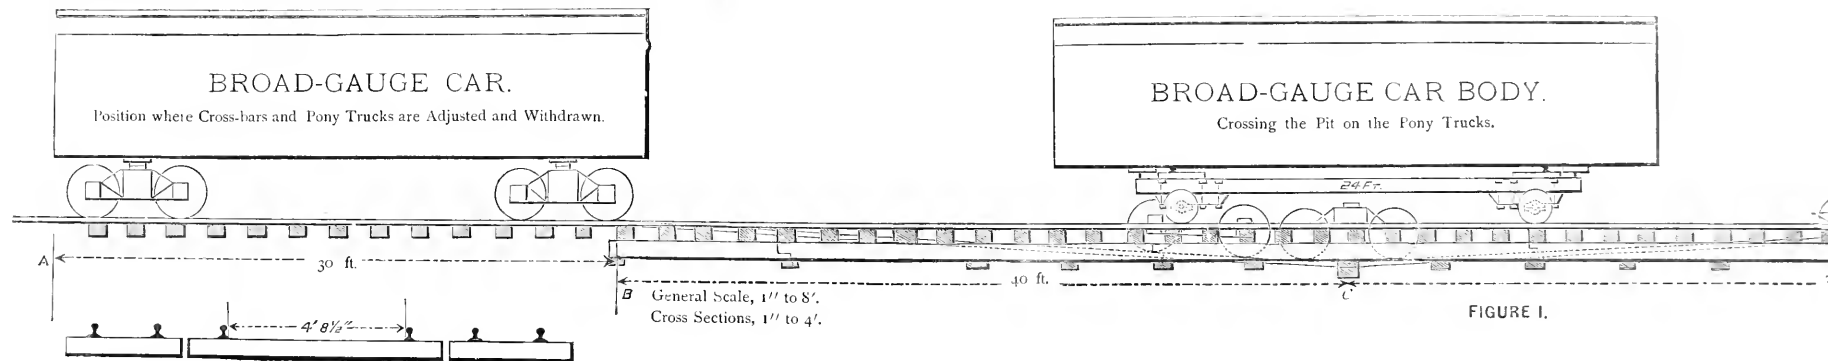 BROAD-GAUGE CAR.
Position where Cross-bars and Pony Trucks are Adjusted and Withdrawn.
BROAD-GAUGE CAR BODY.
Crossing the Pit on the Pony Trucks.
24 FT.
A
30 ft.
B
40 ft.
C
General Scale, 1″ to 8′.
Cross Sections, 1″ to 4′.
FIGURE 1.
4′ 8½″